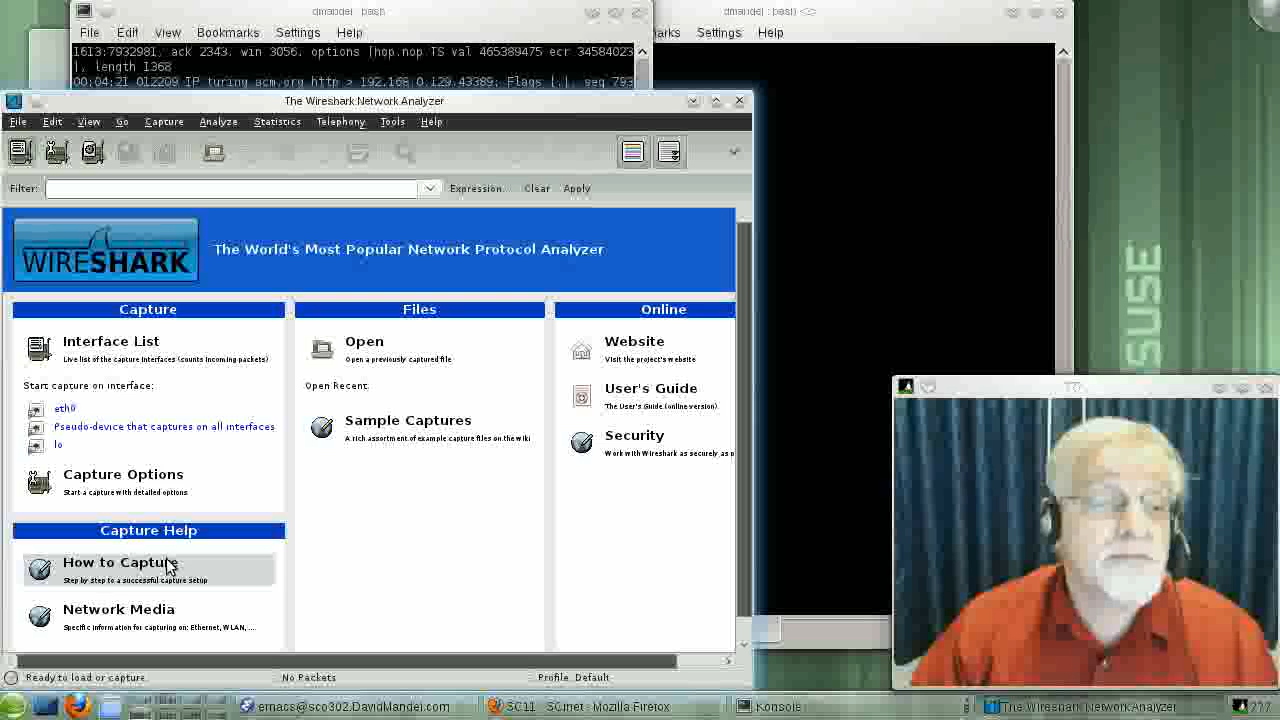 dmandel : bash
dmandel : bash <2>
File Edit View Bookmarks Settings Help
Settings Help
1613:7932981, ack 2343, win 3056, options [nop,nop,TS val 465389475 ecr 34584023
], length 1368
00:04:21.012209 IP turing.acm.org.http > 192.168.0.129.43389: Flags [.], seq 793
The Wireshark Network Analyzer
File Edit View Go Capture Analyze Statistics Telephony Tools Help
Filter: Expression... Clear Apply
WIRESHARK
The World's Most Popular Network Protocol Analyzer
Capture
Interface List
Live list of the capture interfaces (counts incoming packets)
Start capture on interface:
eth0
Pseudo-device that captures on all interfaces
lo
Capture Options
Start a capture with detailed options
Capture Help
How to Capture
Step by step to a successful capture setup
Network Media
Specific information for capturing on: Ethernet, WLAN, ...
Files
Open
Open a previously captured file
Open Recent:
Sample Captures
A rich assortment of example capture files on the wiki
Online
Website
Visit the project's website
User's Guide
The User's Guide (online version)
Security
Work with Wireshark as securely as p
Ready to load or capture
No Packets
Profile: Default
SUSE
???
emacs@sco302.DavidMandel.com
Mozilla Firefox
Konsole
The Wireshark Network Analyzer
???